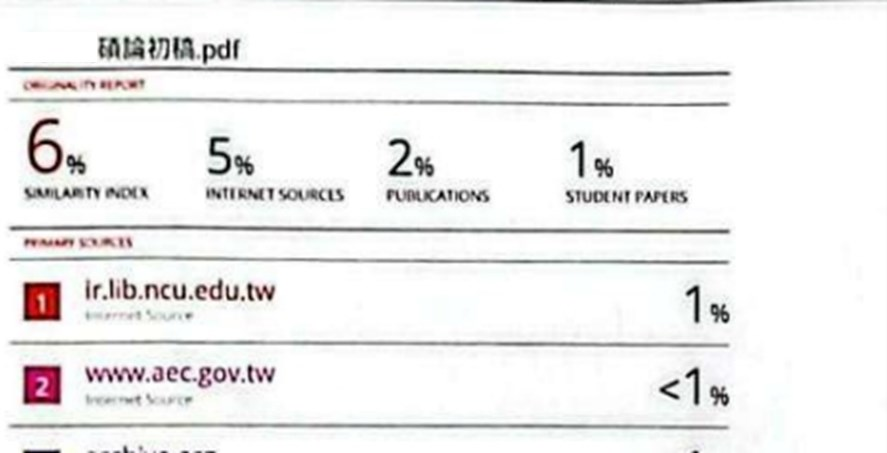 碩論初稿.pdf
ORIGINALITY REPORT
6% 5% 2% 1%
SIMILARITY INDEX INTERNET SOURCES PUBLICATIONS STUDENT PAPERS
PRIMARY SOURCES
1 ir.lib.ncu.edu.tw 1%
Internet Source
2 www.aec.gov.tw <1%
Internet Source